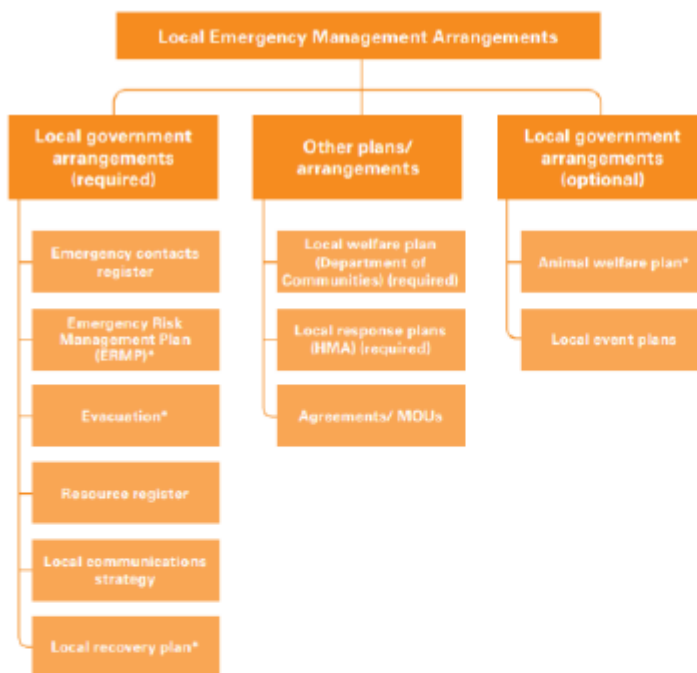 Local Emergency Management Arrangements
Local government
arrangements
(required)
Emergency contacts
register
Emergency Risk
Management Plan
(ERMP)*
Evacuation*
Resource register
Local communications
strategy
Local recovery plan*
Other plans/
arrangements
Local welfare plan
(Department of
Communities) (required)
Local response plans
(HMA) (required)
Agreements/ MOUs
Local government
arrangements
(optional)
Animal welfare plan*
Local event plans